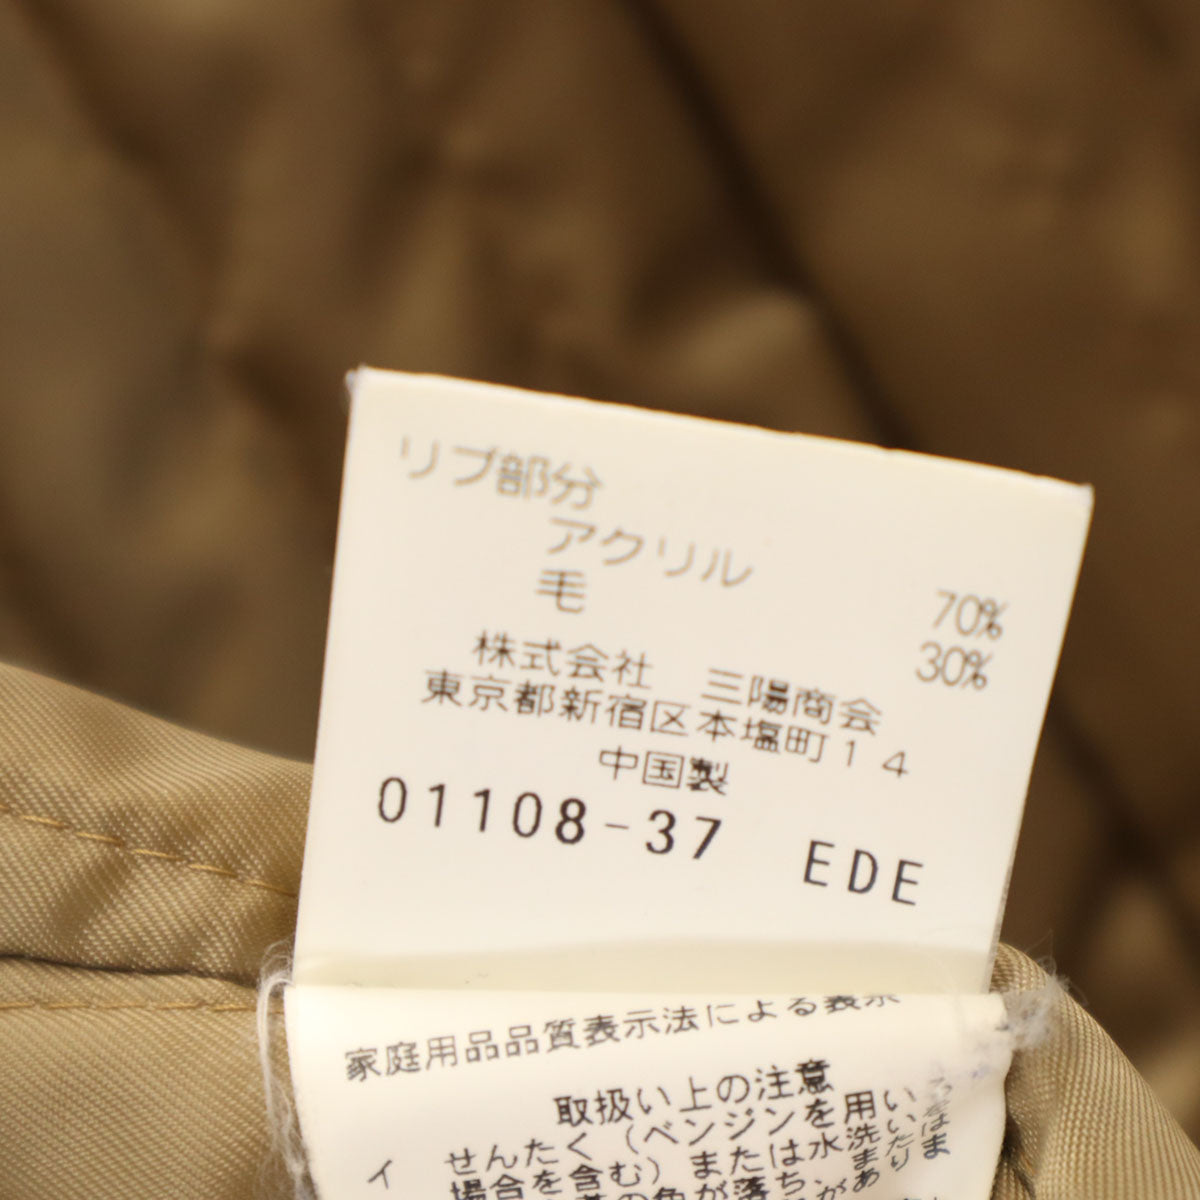 リブ部分
アクリル 70%
毛 30%
株式会社 三陽商会
東京都新宿区本塩町14
中国製
01108-37 EDE
家庭用品品質表示法による表示
取扱い上の注意
イ せんたく(ベンジンを用い
場合を含む)または水洗